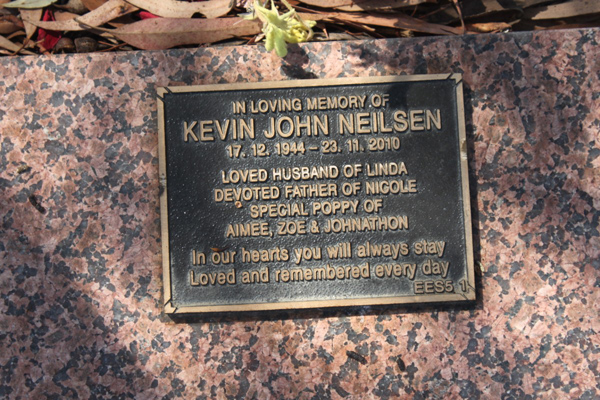 IN LOVING MEMORY OF
KEVIN JOHN NEILSEN
17. 12. 1944 – 23. 11. 2010
LOVED HUSBAND OF LINDA
DEVOTED FATHER OF NICOLE
SPECIAL POPPY OF
AIMEE, ZOE & JOHNATHON
In our hearts you will always stay
Loved and remembered every day
EES5 1